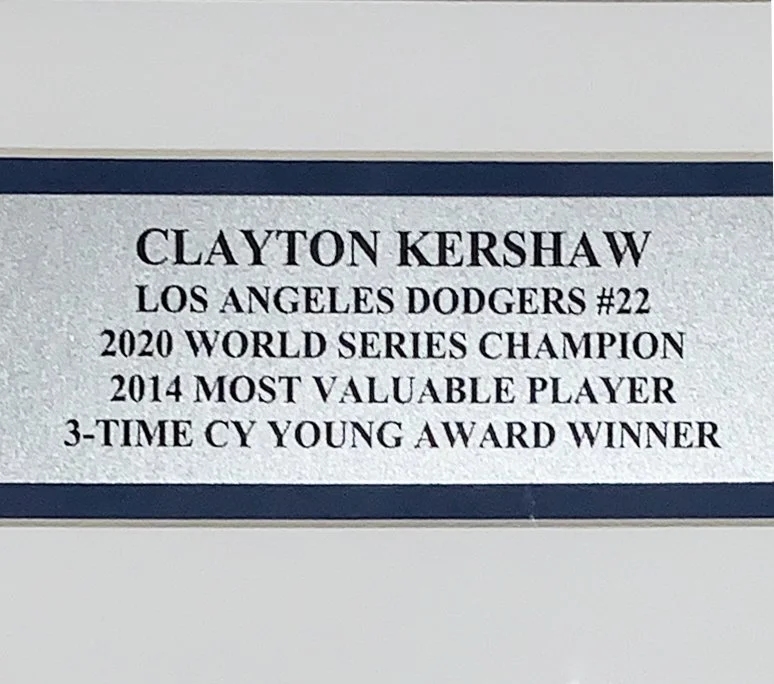 CLAYTON KERSHAW
LOS ANGELES DODGERS #22
2020 WORLD SERIES CHAMPION
2014 MOST VALUABLE PLAYER
3-TIME CY YOUNG AWARD WINNER